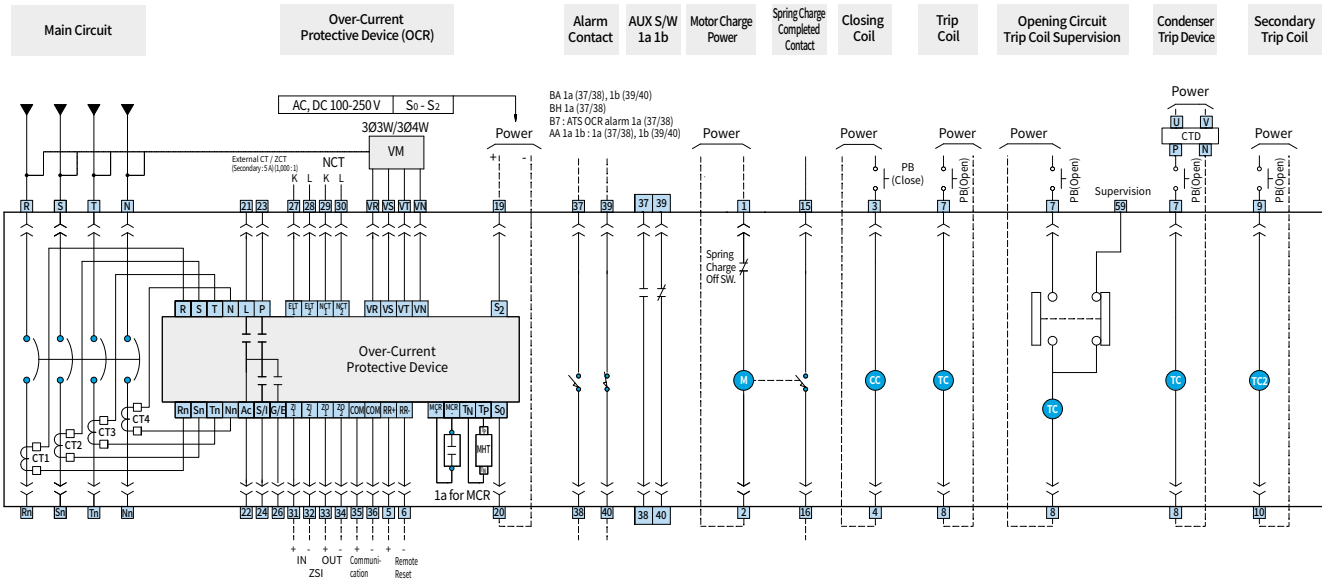 Main Circuit
Over-Current
Protective Device (OCR)
Alarm
Contact
AUX S/W
1a 1b
Motor Charge
Power
Spring Charge
Completed
Contact
Closing
Coil
Trip
Coil
Opening Circuit
Trip Coil Supervision
Condenser
Trip Device
Secondary
Trip Coil
AC, DC 100-250 V
S0 - S2
BA 1a (37/38), 1b (39/40)
BH 1a (37/38)
B7 : ATS OCR alarm 1a (37/38)
AA 1a 1b : 1a (37/38), 1b (39/40)
3Ø3W/3Ø4W
VM
External CT / ZCT
(Secondary : 5 A) (1,000 : 1)
NCT
K L K L
Power
+ -
Power
Power
Power
Power
Power
U V
CTD
P N
PB
(Close)
PB(Open)
PB(Open)
Supervision
PB(Open)
R S T N 21 23 27 28 29 30 VR VS VT VN 19 37 39 37 39 1 15 3 7 7 59 7 9
Spring
Charge
Off SW.
R S T N L P ELT 1 ELT 2 NCT 1 NCT 2 VR VS VT VN S2
Over-Current
Protective Device
M CC TC TC TC TC2
Rn Sn Tn Nn Ac S/I G/E ZI 1 ZI 2 ZO 1 ZO 2 COM COM RR+ RR- MCR + MCR - TN TP S0
CT1
CT2
CT3
CT4
MHT
1a for MCR
Rn Sn Tn Nn 22 24 26 31 32 33 34 35 36 5 6 20 38 40 38 40 2 16 4 8 8 8 10
+ - + - + - + -
IN OUT
ZSI
Communi-
cation
Remote
Reset